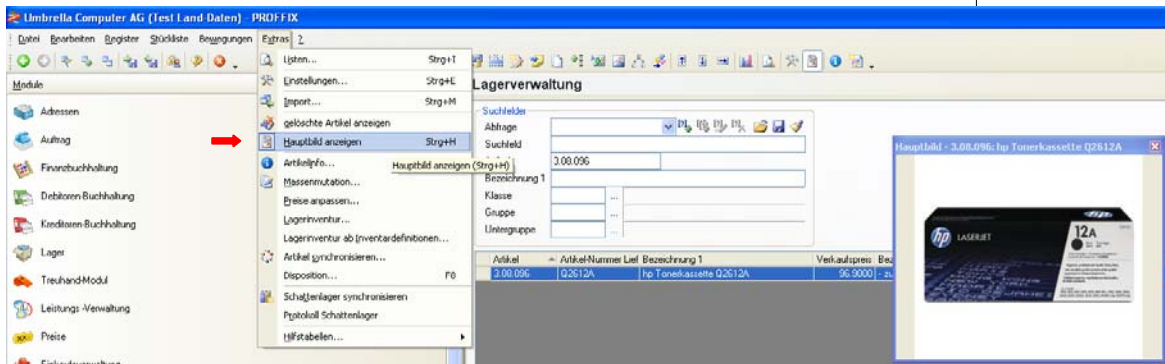 Umbrella Computer AG (Test Land-Daten) - PROFFIX
Datei Bearbeiten Register Stückliste Bewegungen Extras ?
Module
Adressen
Auftrag
Finanzbuchhaltung
Debitoren-Buchhaltung
Kreditoren-Buchhaltung
Lager
Treuhand-Modul
Leistungs-Verwaltung
Preise
Einkaufsverwaltung
Listen... Strg+T
Einstellungen... Strg+E
Import... Strg+M
gelöschte Artikel anzeigen
Hauptbild anzeigen Strg+H
Artikelinfo...
Hauptbild anzeigen (Strg+H)
Massenmutation...
Preise anpassen...
Lagerinventur...
Lagerinventur ab Inventardefinitionen...
Artikel synchronisieren...
Disposition... F8
Schattenlager synchronisieren
Protokoll Schattenlager
Hilfstabellen...
Lagerverwaltung
Suchfelder
Abfrage
Suchfeld
3.08.096
Bezeichnung 1
Klasse ...
Gruppe ...
Untergruppe ...
Artikel Artikel-Nummer Lief Bezeichnung 1 Verkaufspreis Bez
3.08.096 Q2612A hp Tonerkassette Q2612A 96.9000 - zu
Hauptbild - 3.08.096: hp Tonerkassette Q2612A
hp LASERJET 12A